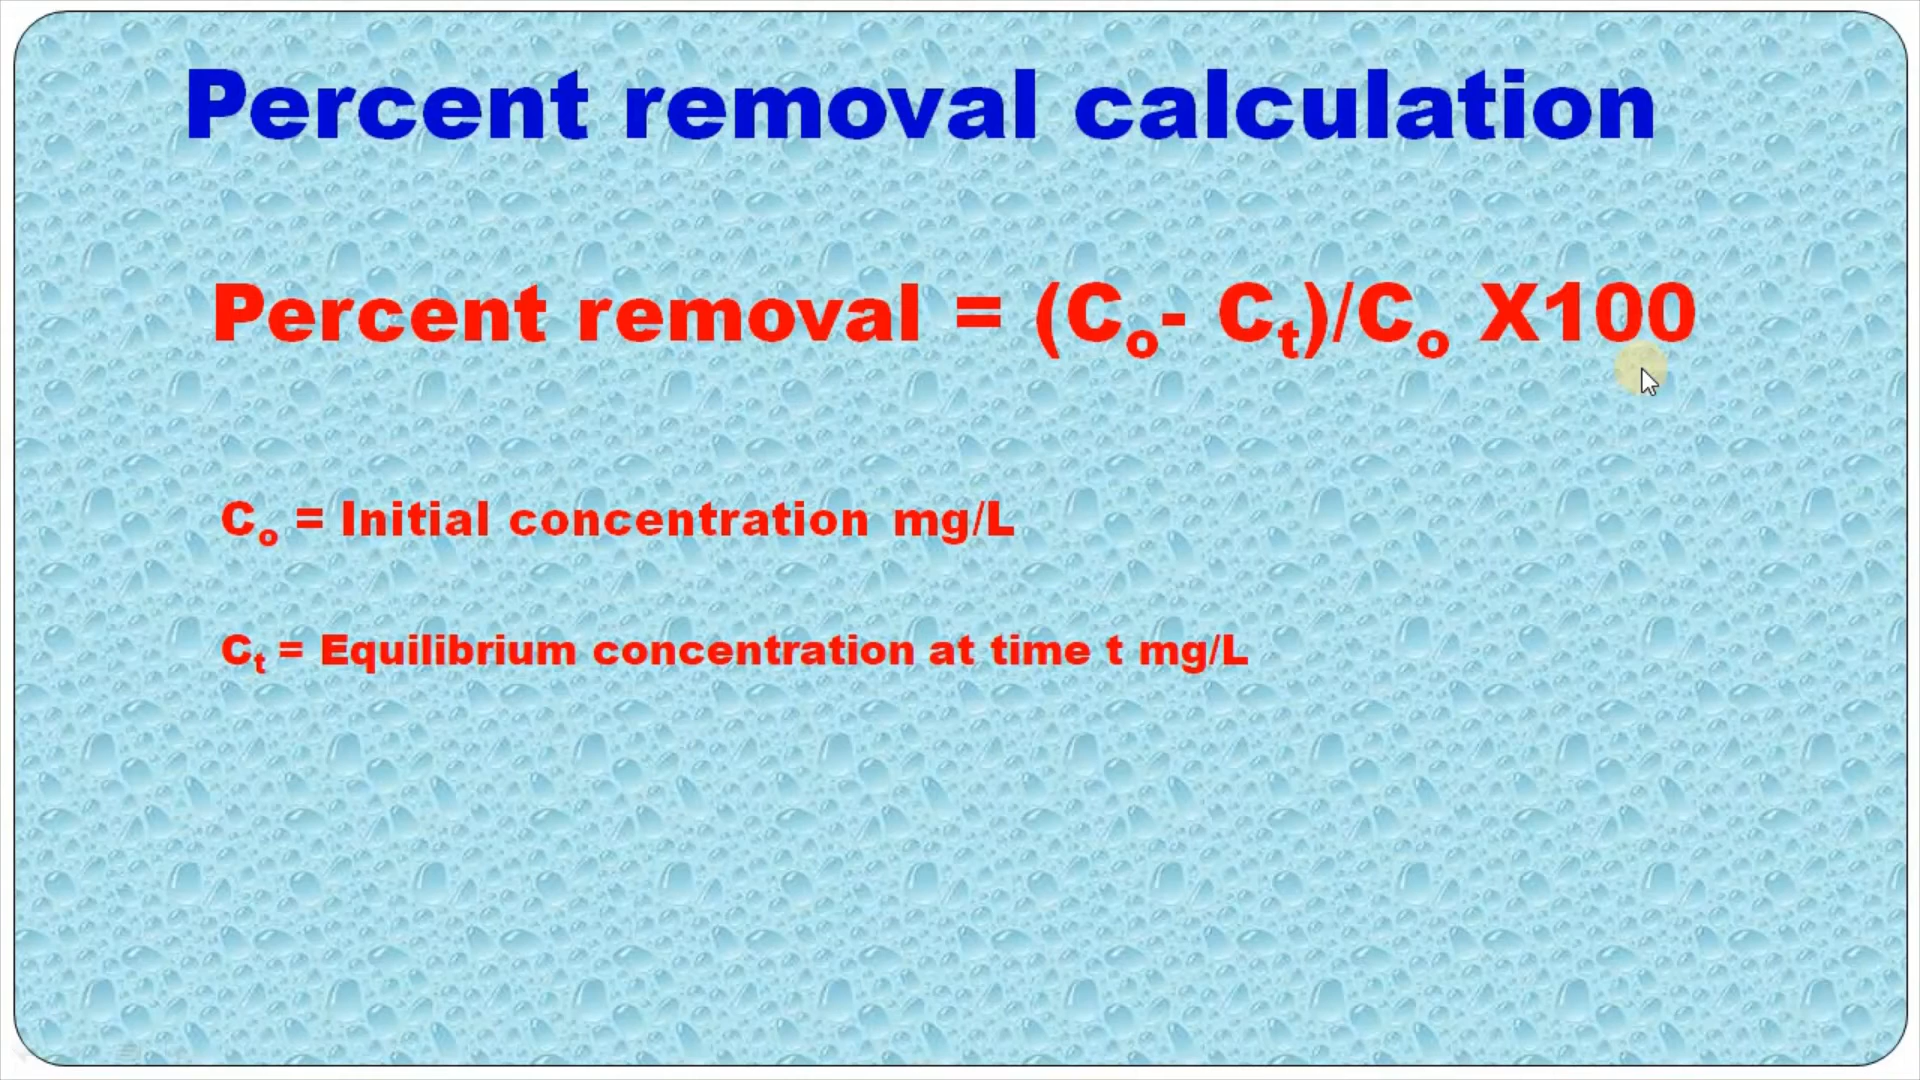 Percent removal calculation
Percent removal = (Co- Ct)/Co X100
Co = Initial concentration mg/L
Ct = Equilibrium concentration at time t mg/L